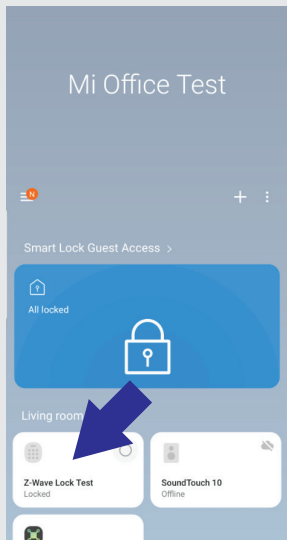 Mi Office Test
N
Smart Lock Guest Access >
All locked
Living room
Z-Wave Lock Test
Locked
SoundTouch 10
Offline